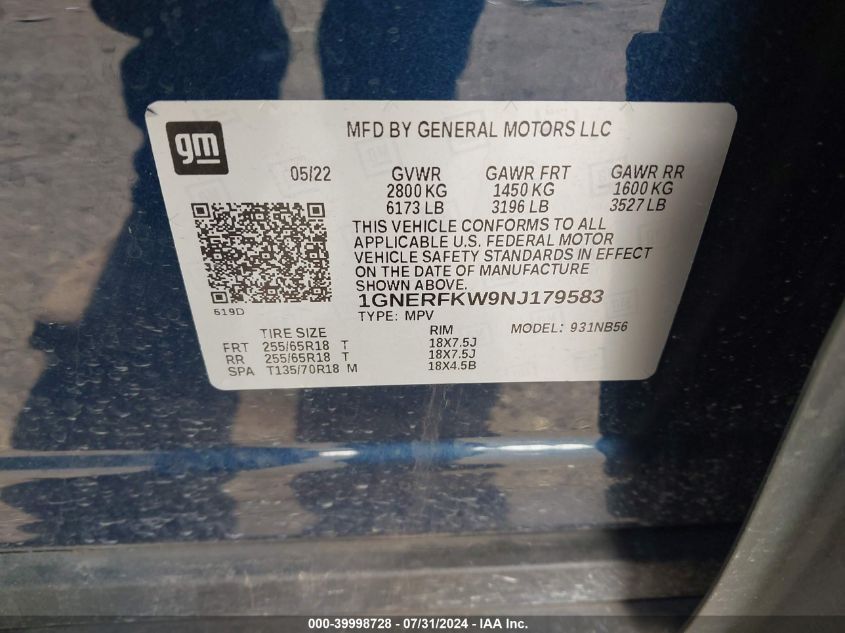 gm
MFD BY GENERAL MOTORS LLC
05/22 GVWR GAWR FRT GAWR RR
2800 KG 1450 KG 1600 KG
6173 LB 3196 LB 3527 LB
THIS VEHICLE CONFORMS TO ALL
APPLICABLE U.S. FEDERAL MOTOR
VEHICLE SAFETY STANDARDS IN EFFECT
ON THE DATE OF MANUFACTURE
SHOWN ABOVE.
1GNERFKW9NJ179583
619D
TYPE: MPV MODEL: 931NB56
TIRE SIZE RIM
FRT 255/65R18 T 18X7.5J
RR 255/65R18 T 18X7.5J
SPA T135/70R18 M 18X4.5B
000-39998728 - 07/31/2024 - IAA Inc.